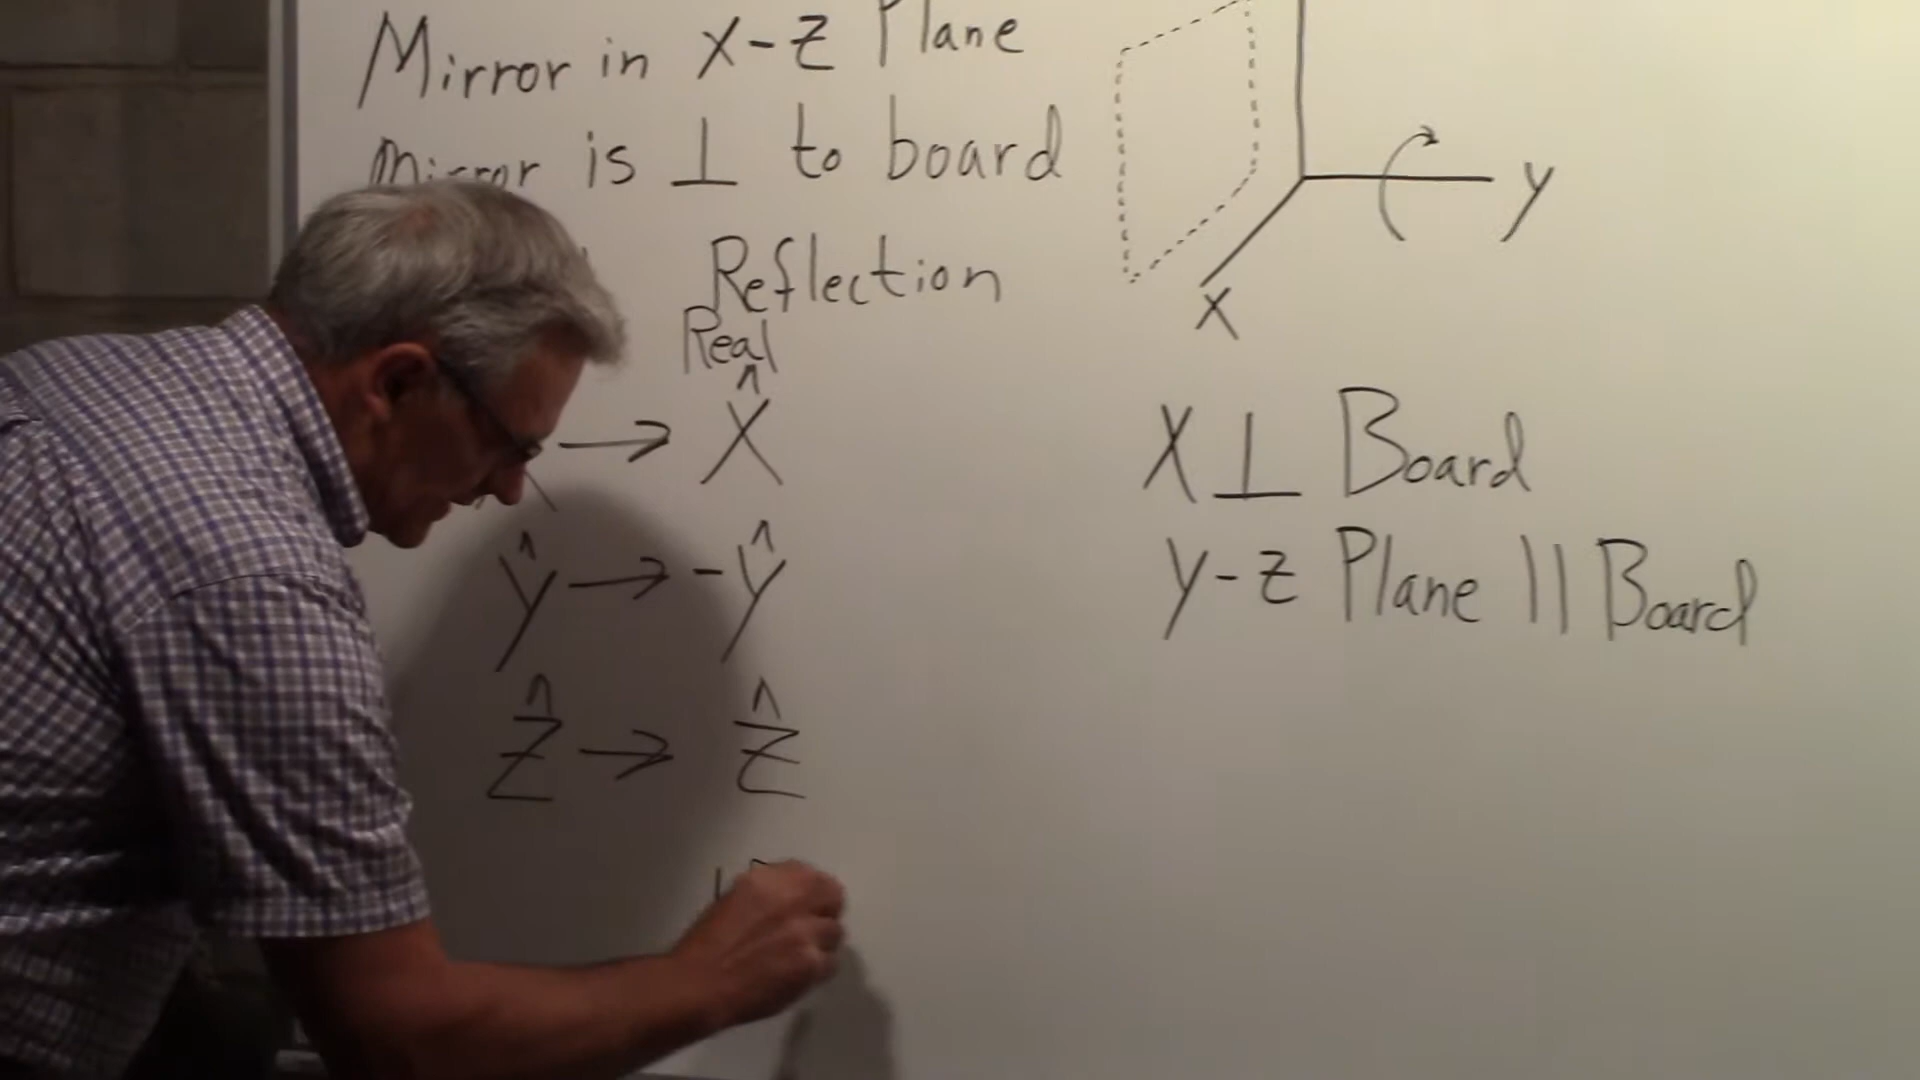 Mirror in X-Z Plane
Mirror is ⊥ to board
Reflection
Real
→ X̂
ŷ → -ŷ
Ẑ → Ẑ
y
X
X ⊥ Board
y-z Plane || Board